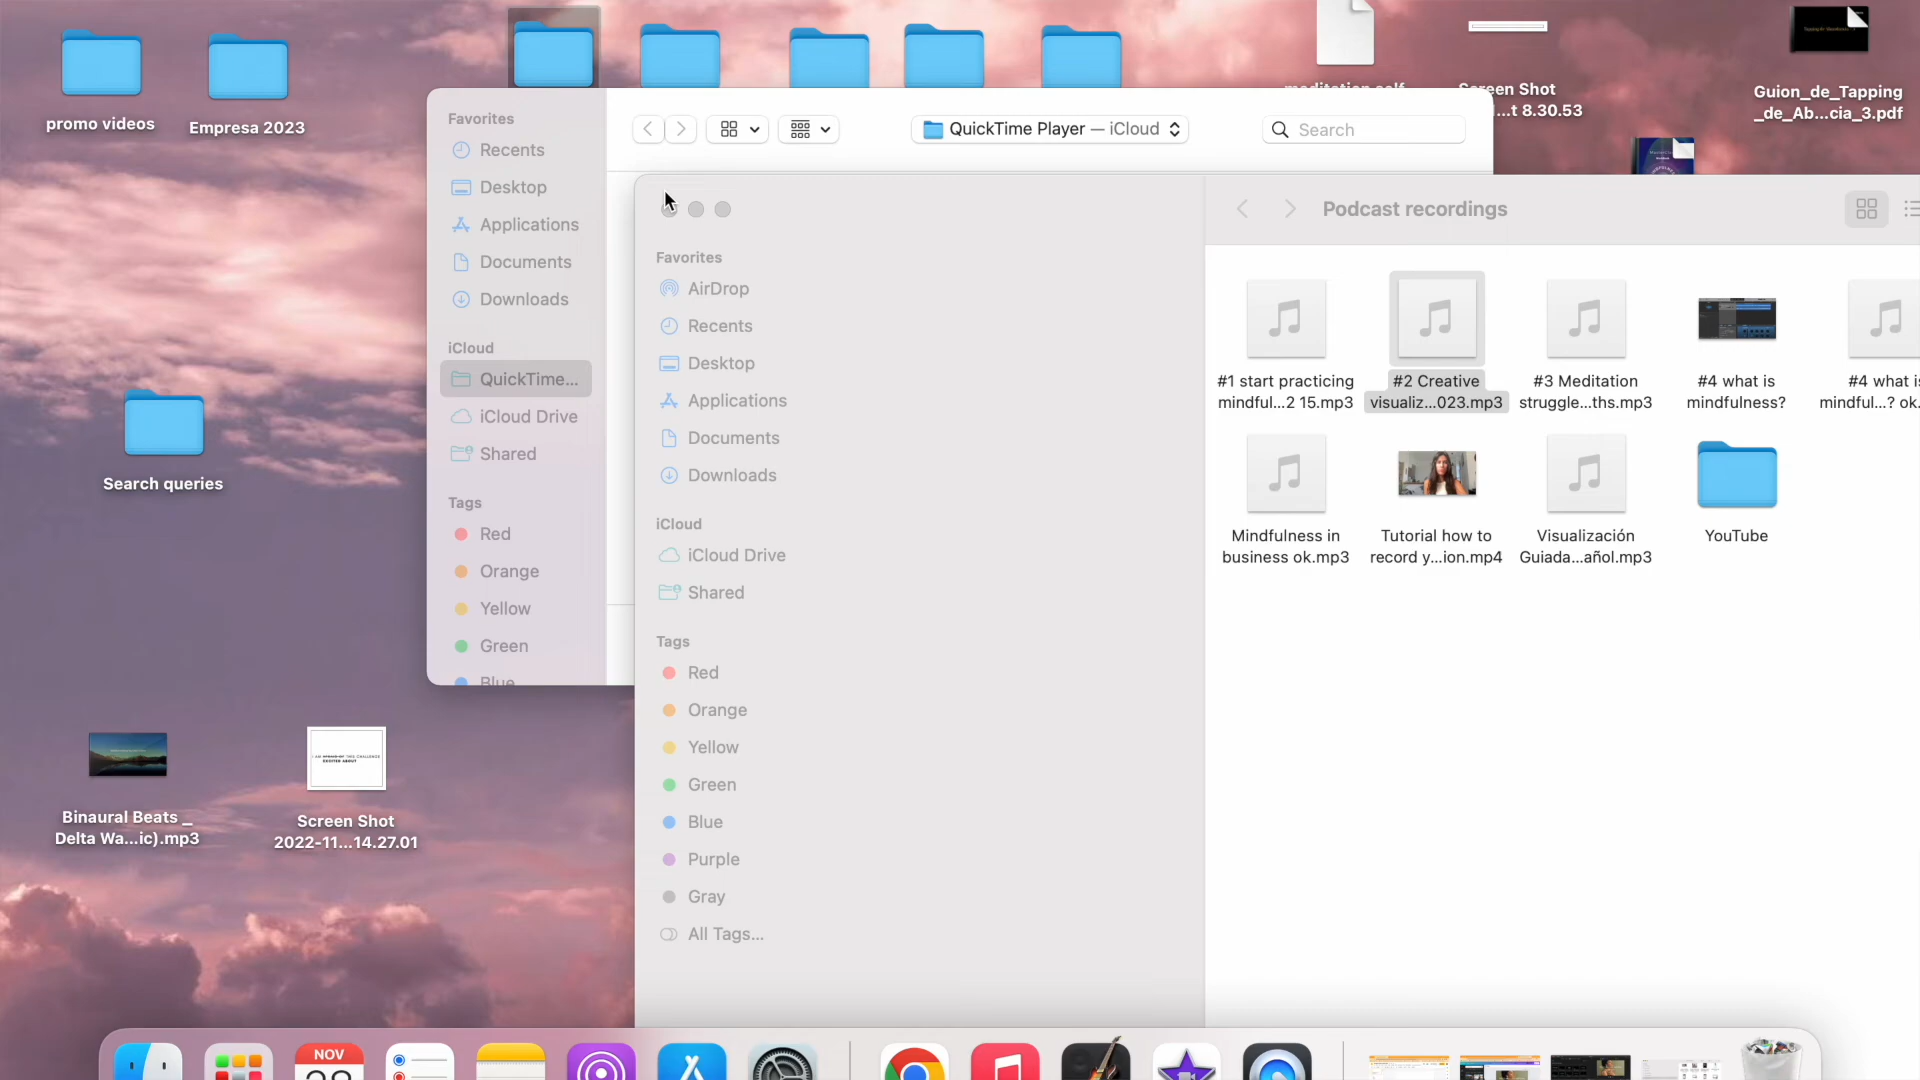 promo videos
Empresa 2023
Screen Shot
...t 8.30.53
Guion_de_Tapping
_de_Ab...cia_3.pdf
Favorites
Recents
Desktop
Applications
Documents
Downloads
iCloud
QuickTime...
iCloud Drive
Shared
Tags
Red
Orange
Yellow
Green
Blue
QuickTime Player — iCloud
Search
Podcast recordings
Favorites
AirDrop
Recents
Desktop
Applications
Documents
Downloads
iCloud
iCloud Drive
Shared
Tags
Red
Orange
Yellow
Green
Blue
Purple
Gray
All Tags...
#1 start practicing
mindful...2 15.mp3
#2 Creative
visualiz...023.mp3
#3 Meditation
struggle...ths.mp3
#4 what is
mindfulness?
#4 what is
mindful...? ok.
Mindfulness in
business ok.mp3
Tutorial how to
record y...ion.mp4
Visualización
Guiada...añol.mp3
YouTube
Search queries
Binaural Beats _
Delta Wa...ic).mp3
Screen Shot
2022-11...14.27.01
NOV